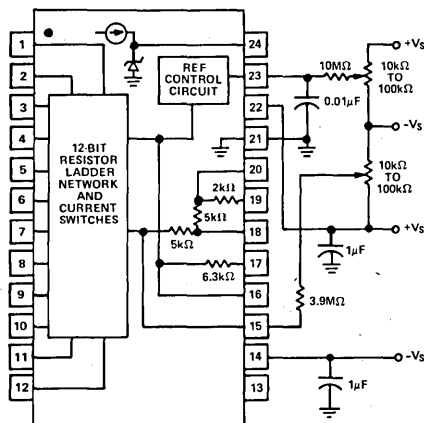 1
2
3
4
5
6
7
8
9
10
11
12
12-BIT
RESISTOR
LADDER
NETWORK
AND
CURRENT
SWITCHES
REF
CONTROL
CIRCUIT
2kΩ
5kΩ
5kΩ
6.3kΩ
24
23
22
21
20
19
18
17
16
15
14
13
10MΩ
0.01μF
+VS
10kΩ
TO
100kΩ
-VS
10kΩ
TO
100kΩ
+VS
1μF
3.9MΩ
-VS
1μF